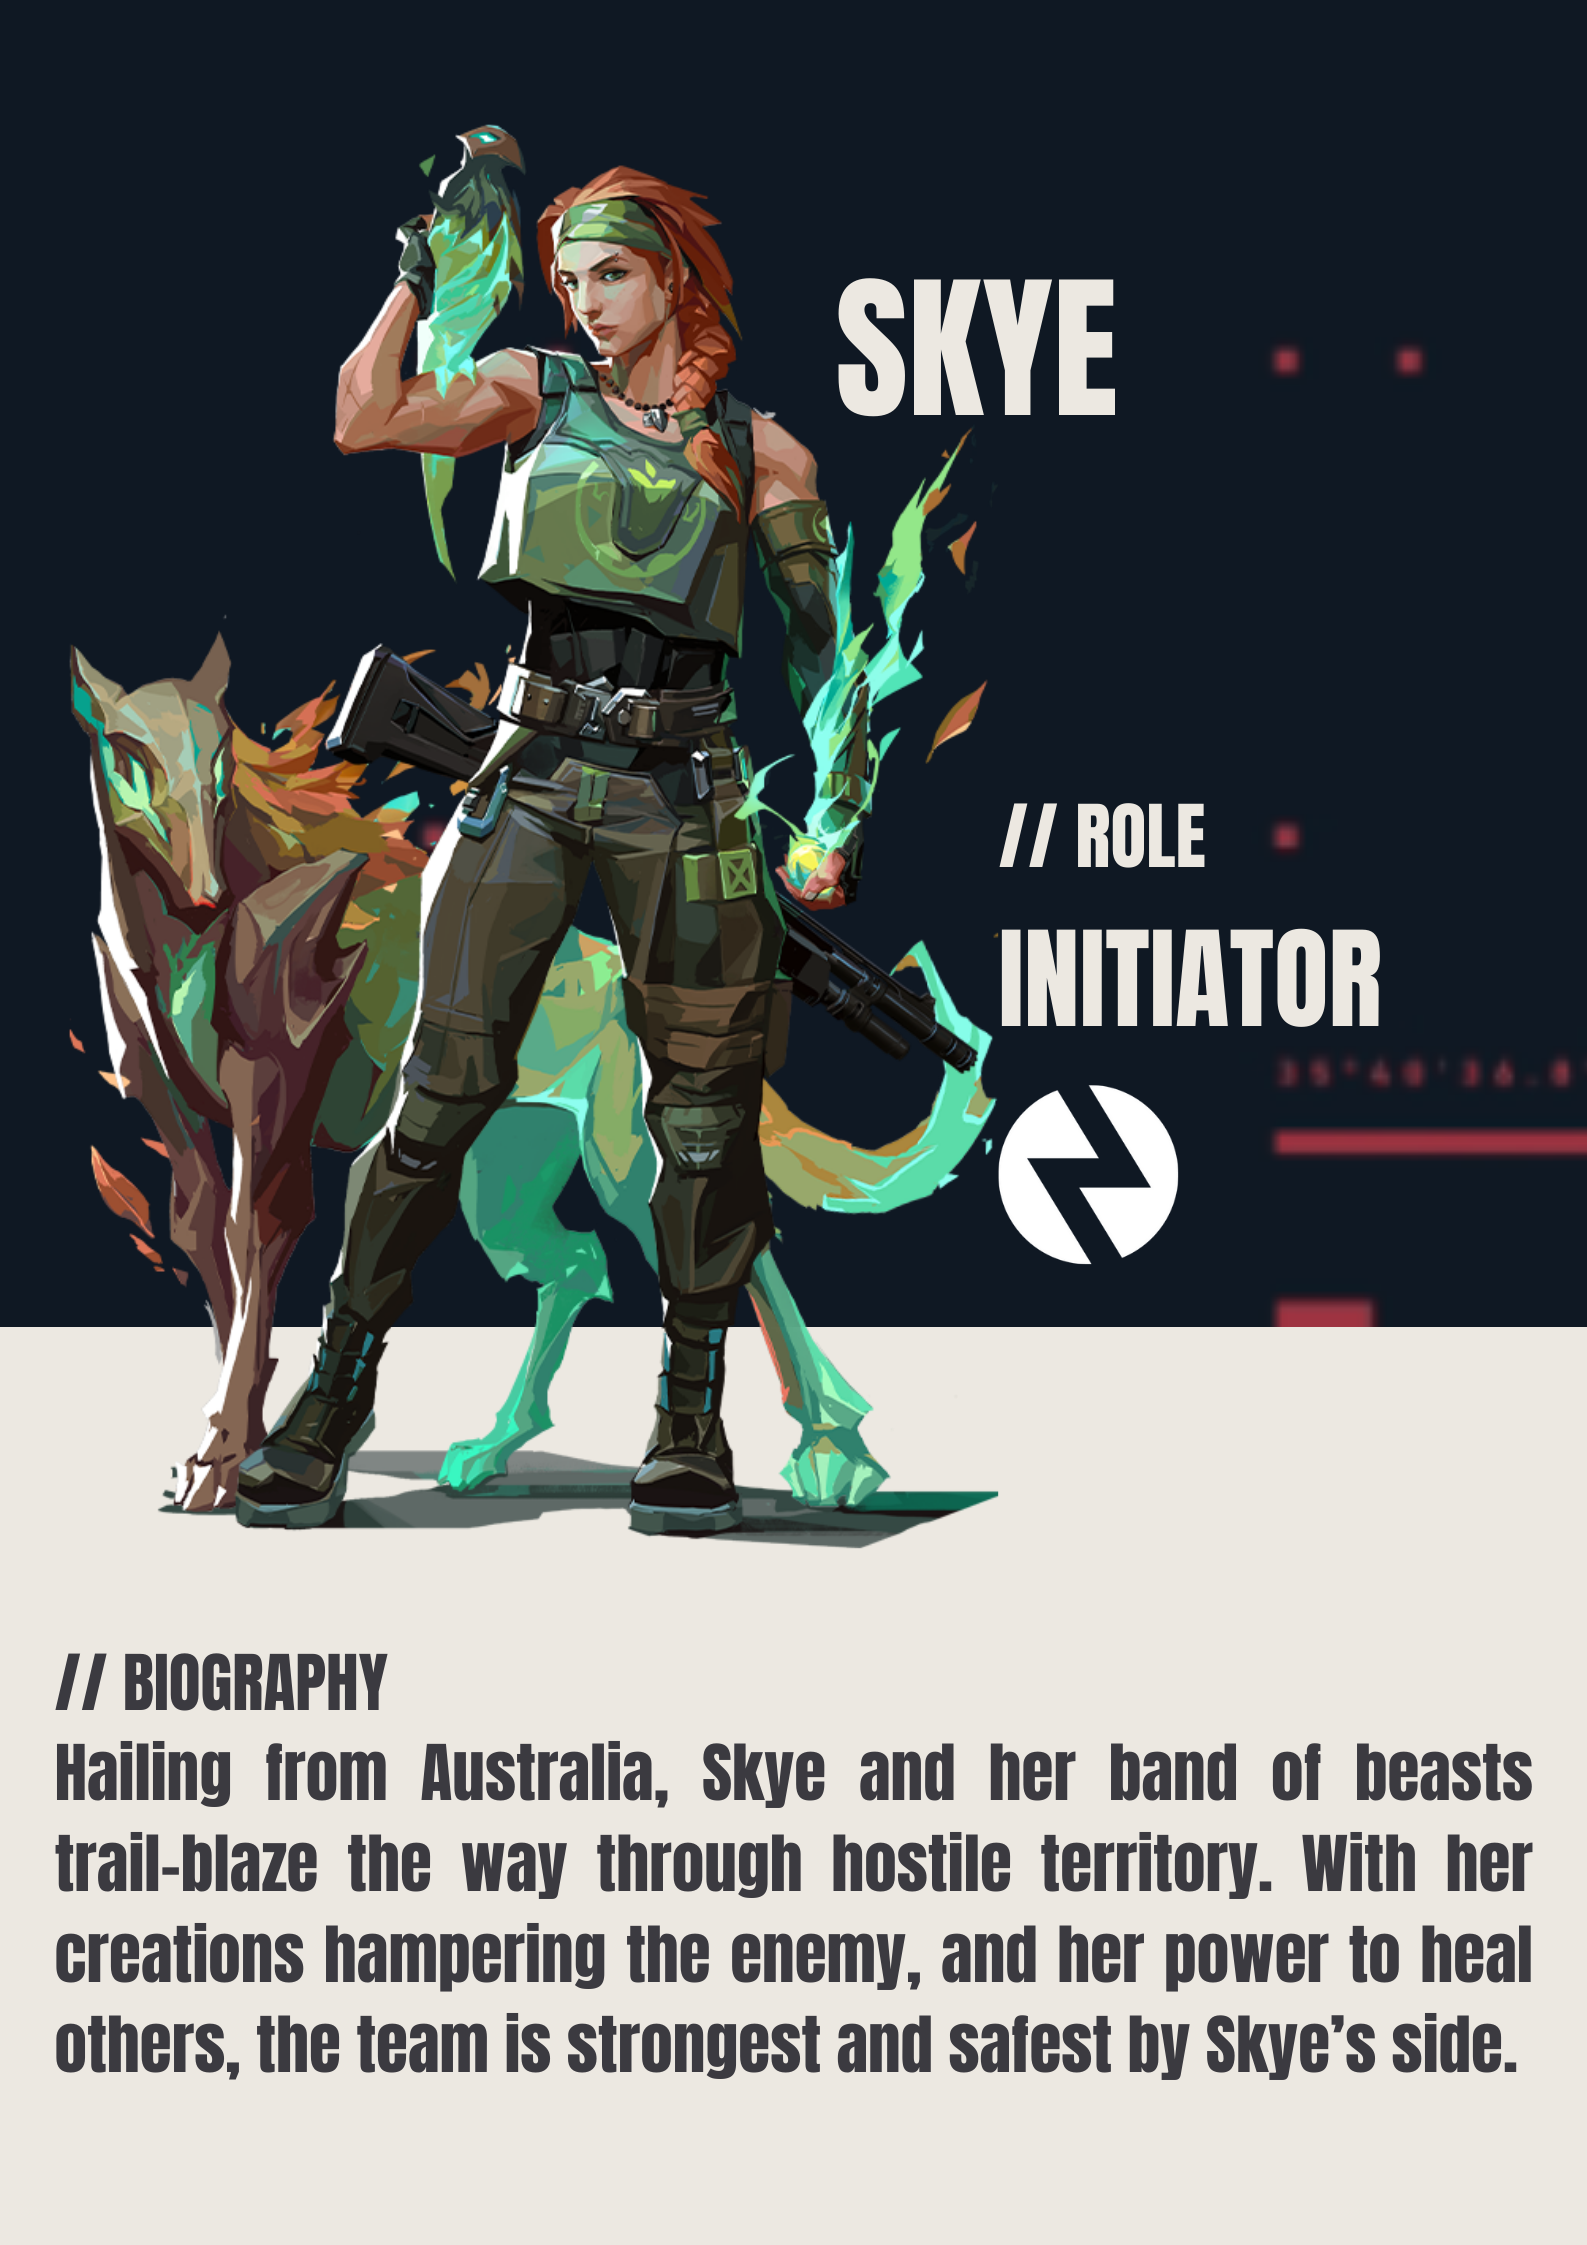 SKYE
// ROLE
INITIATOR
// BIOGRAPHY
Hailing from Australia, Skye and her band of beasts
trail-blaze the way through hostile territory. With her
creations hampering the enemy, and her power to heal
others, the team is strongest and safest by Skye’s side.